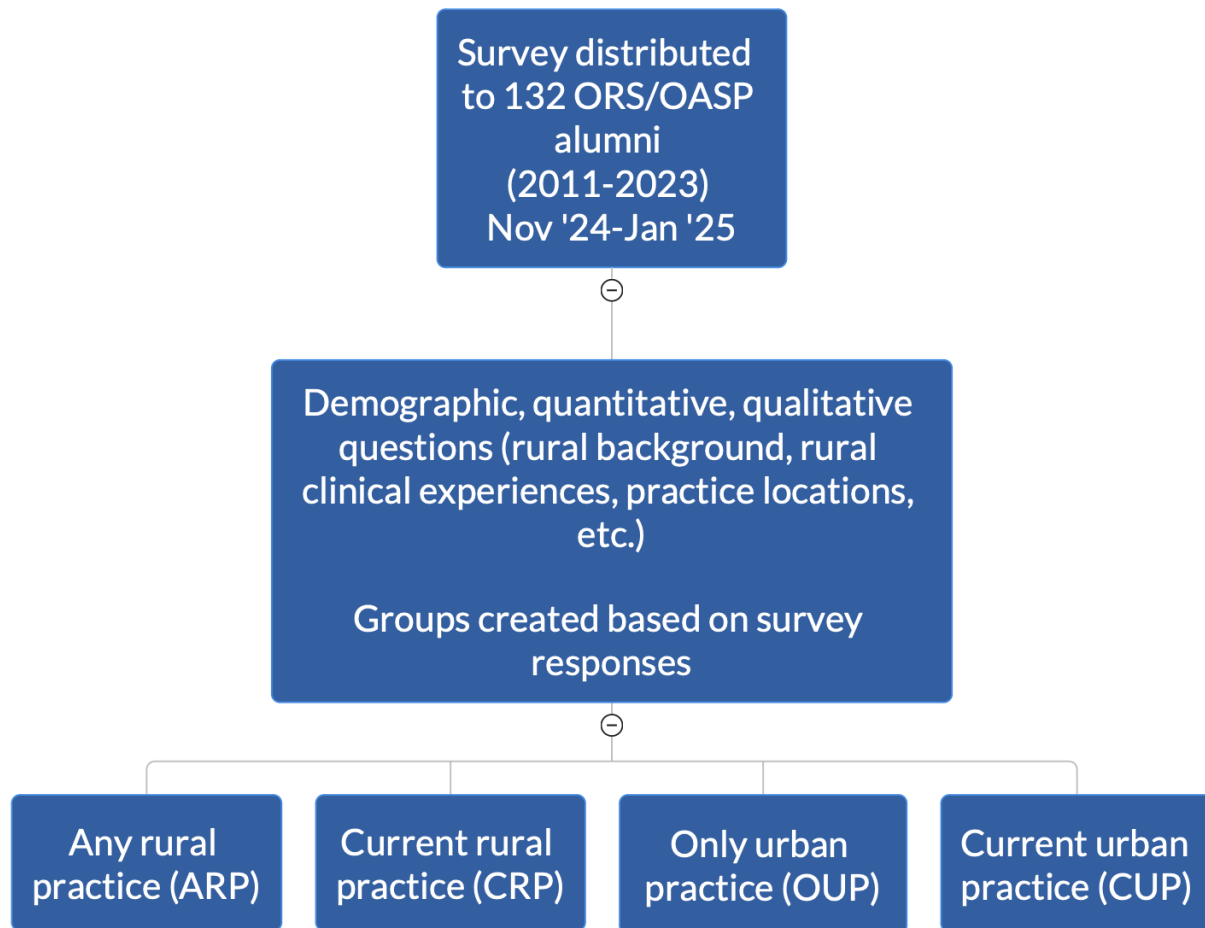 Survey distributed
to 132 ORS/OASP
alumni
(2011-2023)
Nov '24-Jan '25
Demographic, quantitative, qualitative
questions (rural background, rural
clinical experiences, practice locations,
etc.)
Groups created based on survey
responses
Any rural
practice (ARP)
Current rural
practice (CRP)
Only urban
practice (OUP)
Current urban
practice (CUP)